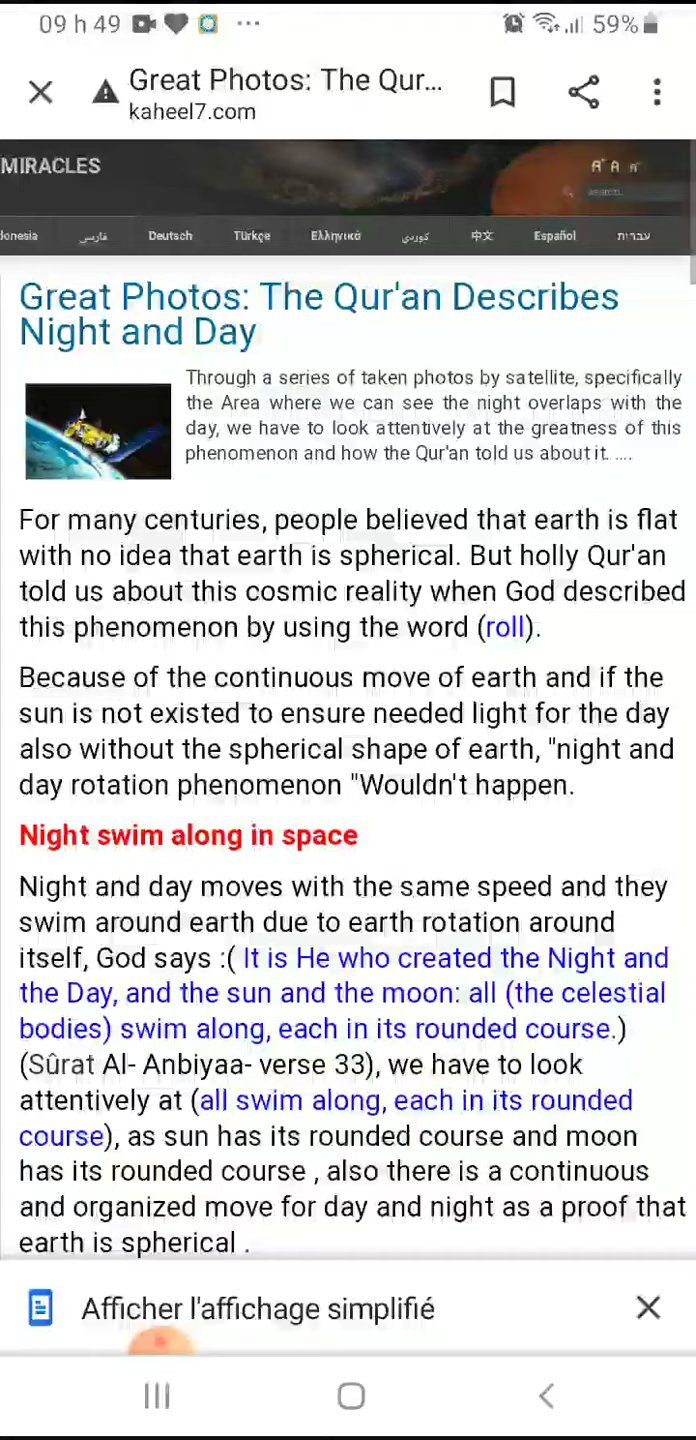 09 h 49 ... 59%
Great Photos: The Qur...
kaheel7.com
MIRACLES
A+ A A-
search...
donesia فارسی Deutsch Türkçe Ελληνικά كوردی 中文 Español עברית
Great Photos: The Qur'an Describes
Night and Day
Through a series of taken photos by satellite, specifically
the Area where we can see the night overlaps with the
day, we have to look attentively at the greatness of this
phenomenon and how the Qur'an told us about it. ....
For many centuries, people believed that earth is flat
with no idea that earth is spherical. But holly Qur'an
told us about this cosmic reality when God described
this phenomenon by using the word (roll).
Because of the continuous move of earth and if the
sun is not existed to ensure needed light for the day
also without the spherical shape of earth, "night and
day rotation phenomenon "Wouldn't happen.
Night swim along in space
Night and day moves with the same speed and they
swim around earth due to earth rotation around
itself, God says :( It is He who created the Night and
the Day, and the sun and the moon: all (the celestial
bodies) swim along, each in its rounded course.)
(Sûrat Al- Anbiyaa- verse 33), we have to look
attentively at (all swim along, each in its rounded
course), as sun has its rounded course and moon
has its rounded course , also there is a continuous
and organized move for day and night as a proof that
earth is spherical .
Afficher l'affichage simplifié